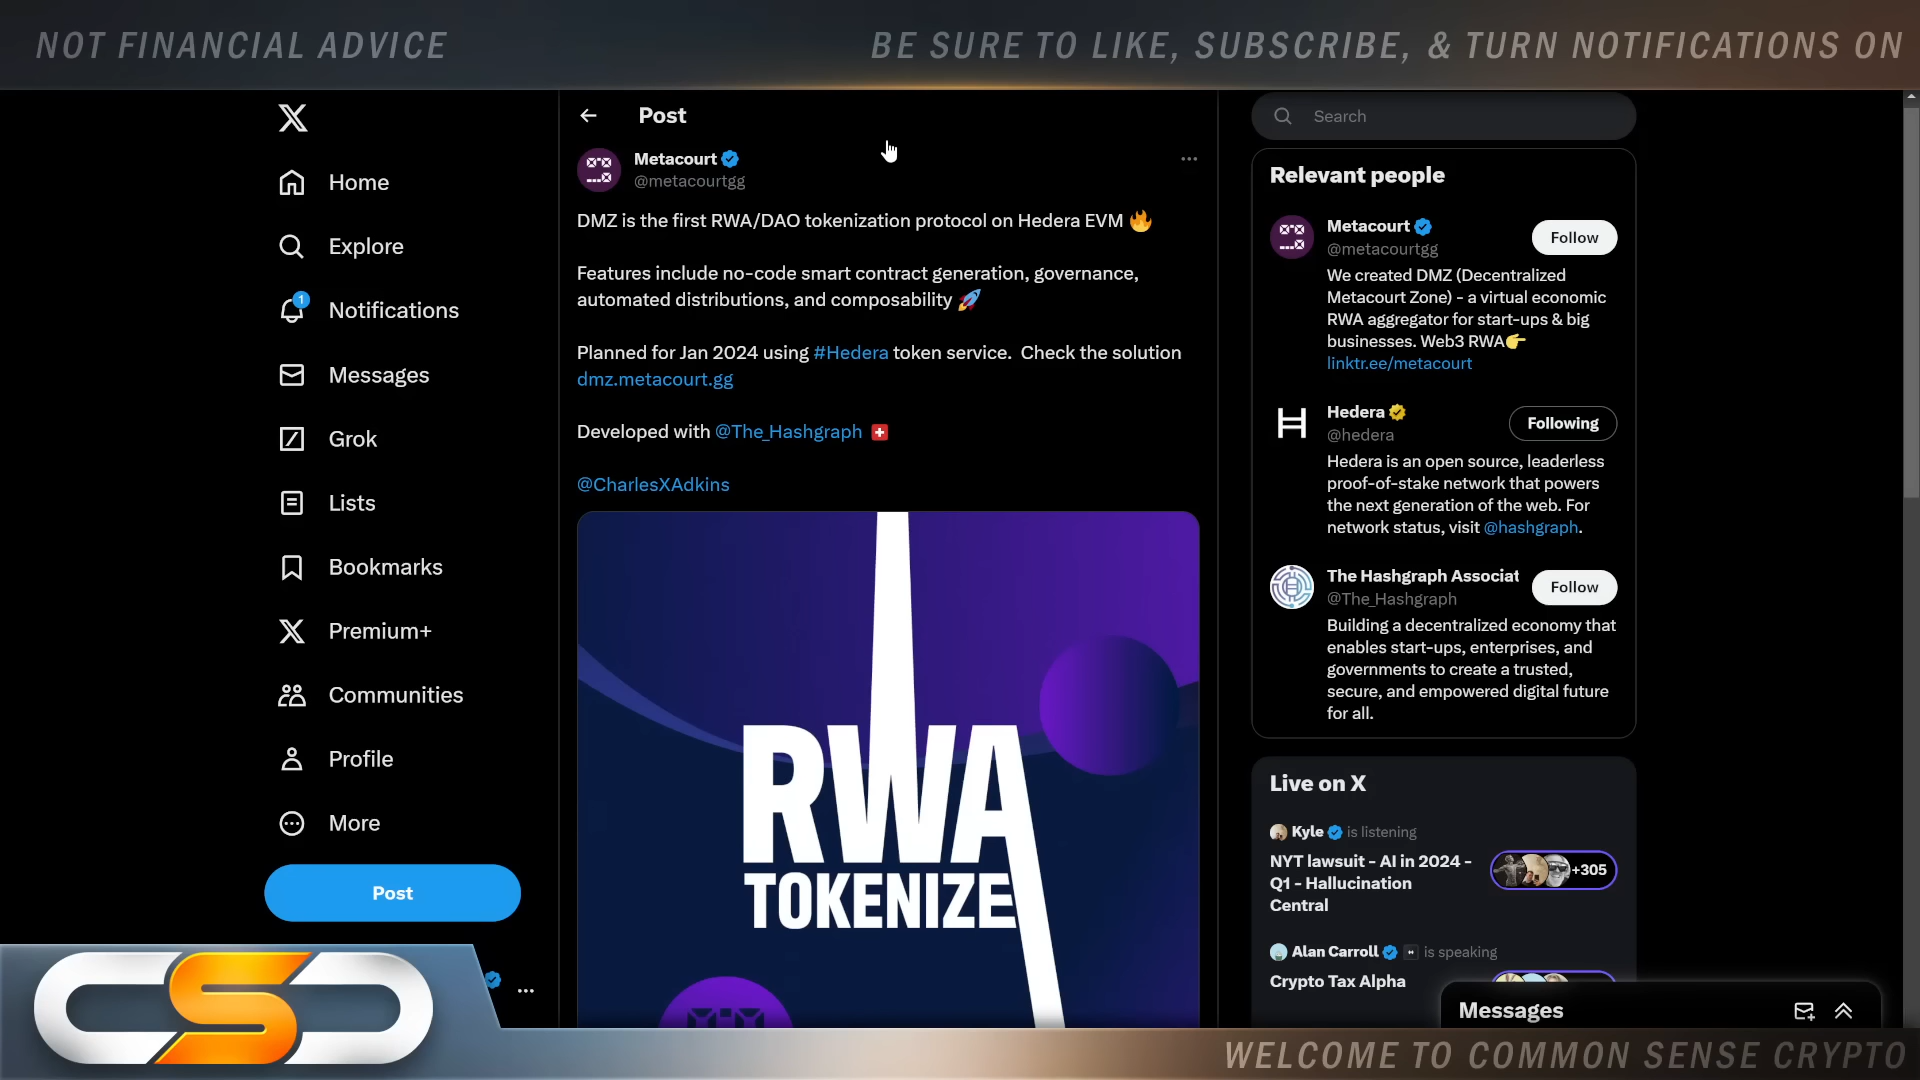 NOT FINANCIAL ADVICE
BE SURE TO LIKE, SUBSCRIBE, & TURN NOTIFICATIONS ON
Home
Explore
1
Notifications
Messages
Grok
Lists
Bookmarks
Premium+
Communities
Profile
More
Post
Post
Metacourt
@metacourtgg
DMZ is the first RWA/DAO tokenization protocol on Hedera EVM 🔥
Features include no-code smart contract generation, governance,
automated distributions, and composability 🚀
Planned for Jan 2024 using #Hedera token service. Check the solution
dmz.metacourt.gg
Developed with @The_Hashgraph 🇨🇭
@CharlesXAdkins
RWA
TOKENIZE
Search
Relevant people
Metacourt
@metacourtgg
Follow
We created DMZ (Decentralized
Metacourt Zone) - a virtual economic
RWA aggregator for start-ups & big
businesses. Web3 RWA👉
linktr.ee/metacourt
Hedera
@hedera
Following
Hedera is an open source, leaderless
proof-of-stake network that powers
the next generation of the web. For
network status, visit @hashgraph.
The Hashgraph Associat
@The_Hashgraph
Follow
Building a decentralized economy that
enables start-ups, enterprises, and
governments to create a trusted,
secure, and empowered digital future
for all.
Live on X
Kyle is listening
NYT lawsuit - AI in 2024 -
Q1 - Hallucination
Central
+305
Alan Carroll is speaking
Crypto Tax Alpha
Messages
CSC
WELCOME TO COMMON SENSE CRYPTO